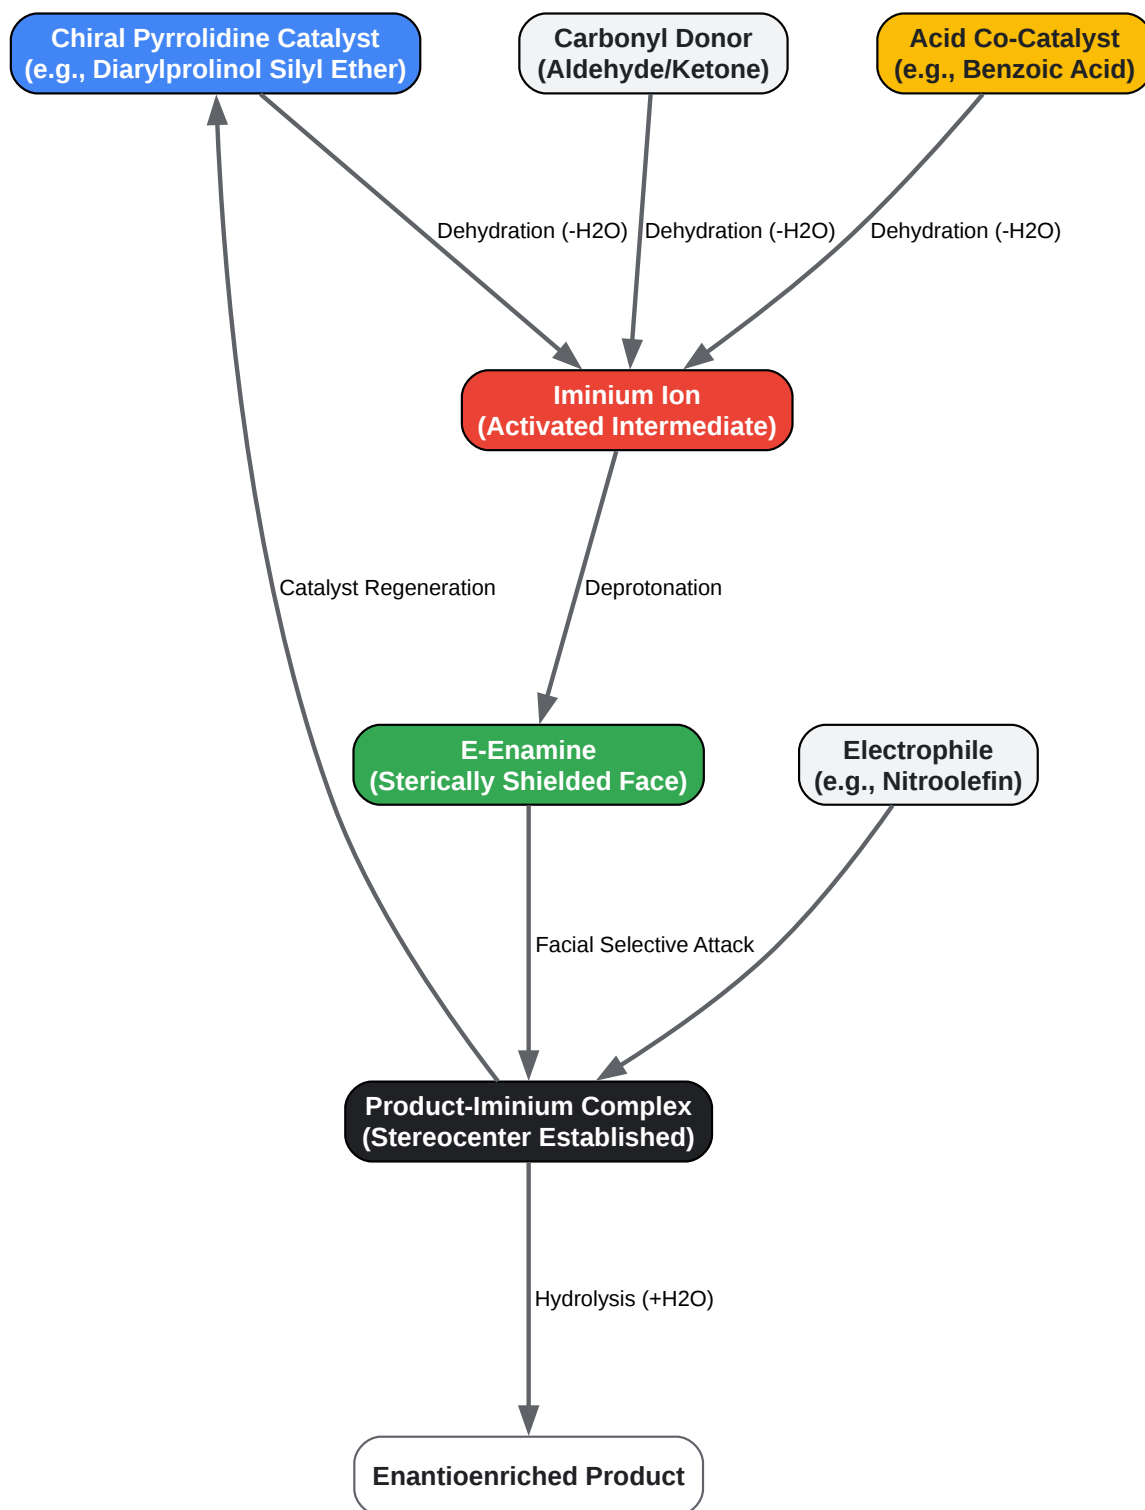 Chiral Pyrrolidine Catalyst
(e.g., Diarylprolinol Silyl Ether)
Carbonyl Donor
(Aldehyde/Ketone)
Acid Co-Catalyst
(e.g., Benzoic Acid)
Dehydration (-H2O)
Dehydration (-H2O)
Dehydration (-H2O)
Iminium Ion
(Activated Intermediate)
Catalyst Regeneration
Deprotonation
E-Enamine
(Sterically Shielded Face)
Electrophile
(e.g., Nitroolefin)
Facial Selective Attack
Product-Iminium Complex
(Stereocenter Established)
Hydrolysis (+H2O)
Enantioenriched Product